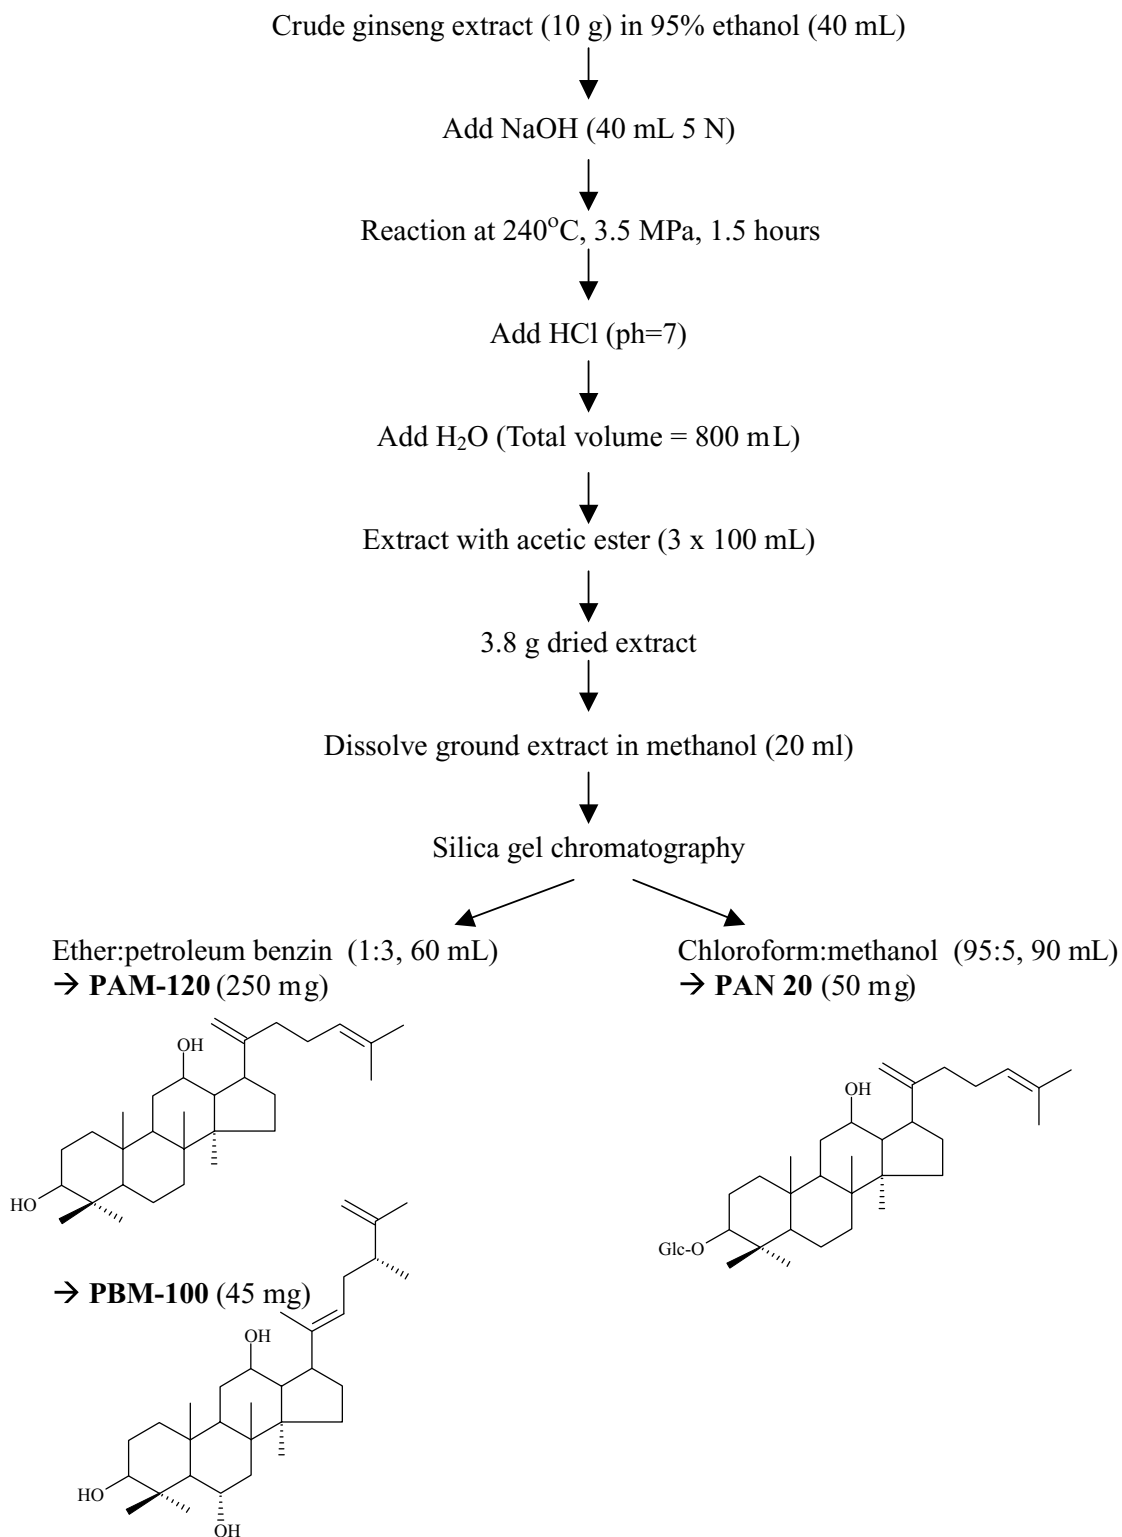 Crude ginseng extract (10 g) in 95% ethanol (40 mL)
Add NaOH (40 mL 5 N)
Reaction at 240°C, 3.5 MPa, 1.5 hours
Add HCl (ph=7)
Add H₂O (Total volume = 800 mL)
Extract with acetic ester (3 x 100 mL)
3.8 g dried extract
Dissolve ground extract in methanol (20 ml)
Silica gel chromatography
Ether:petroleum benzin (1:3, 60 mL)
→ PAM-120 (250 mg)
OH
HO
→ PBM-100 (45 mg)
OH
HO
OH
Chloroform:methanol (95:5, 90 mL)
→ PAN 20 (50 mg)
OH
Glc-O